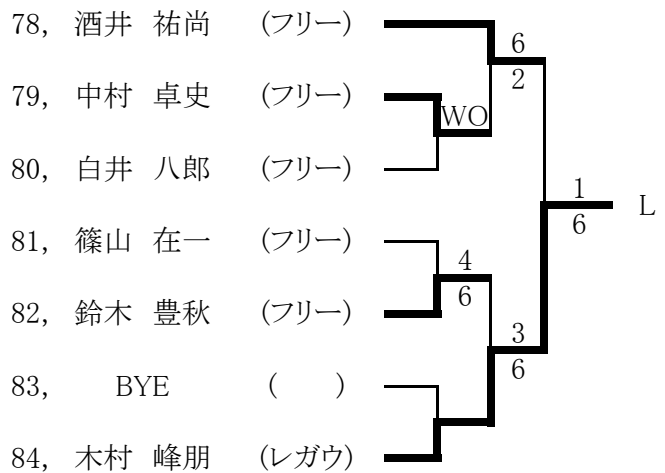 78, 酒井 祐尚 (フリー)
6
2
79, 中村 卓史 (フリー)
WO
80, 白井 八郎 (フリー)
1
6
L
81, 篠山 在一 (フリー)
4
6
82, 鈴木 豊秋 (フリー)
3
6
83, BYE ( )
84, 木村 峰朋 (レガウ)